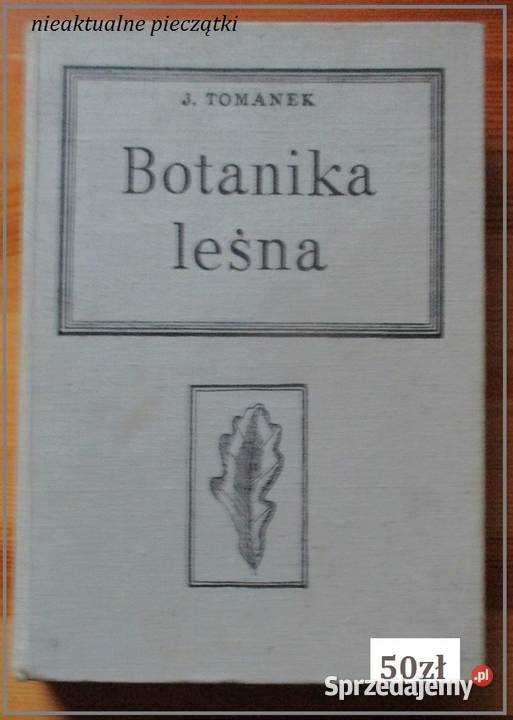 nieaktualne pieczątki
J. TOMANEK
Botanika
leśna
50zł
Sprzedajemy.pl